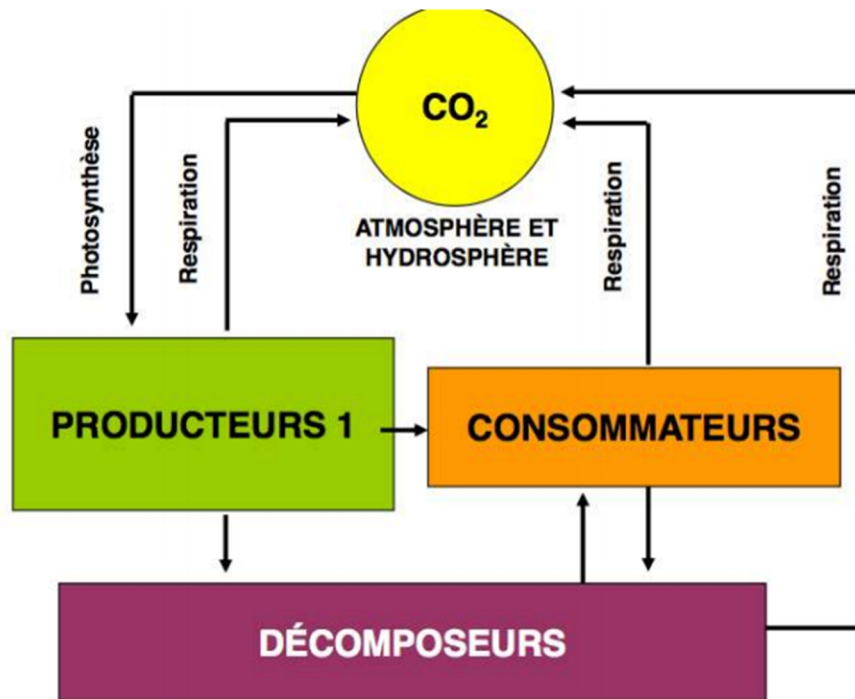 CO₂
Photosynthèse
Respiration
ATMOSPHÈRE ET
HYDROSPHÈRE
Respiration
Respiration
PRODUCTEURS 1
CONSOMMATEURS
DÉCOMPOSEURS